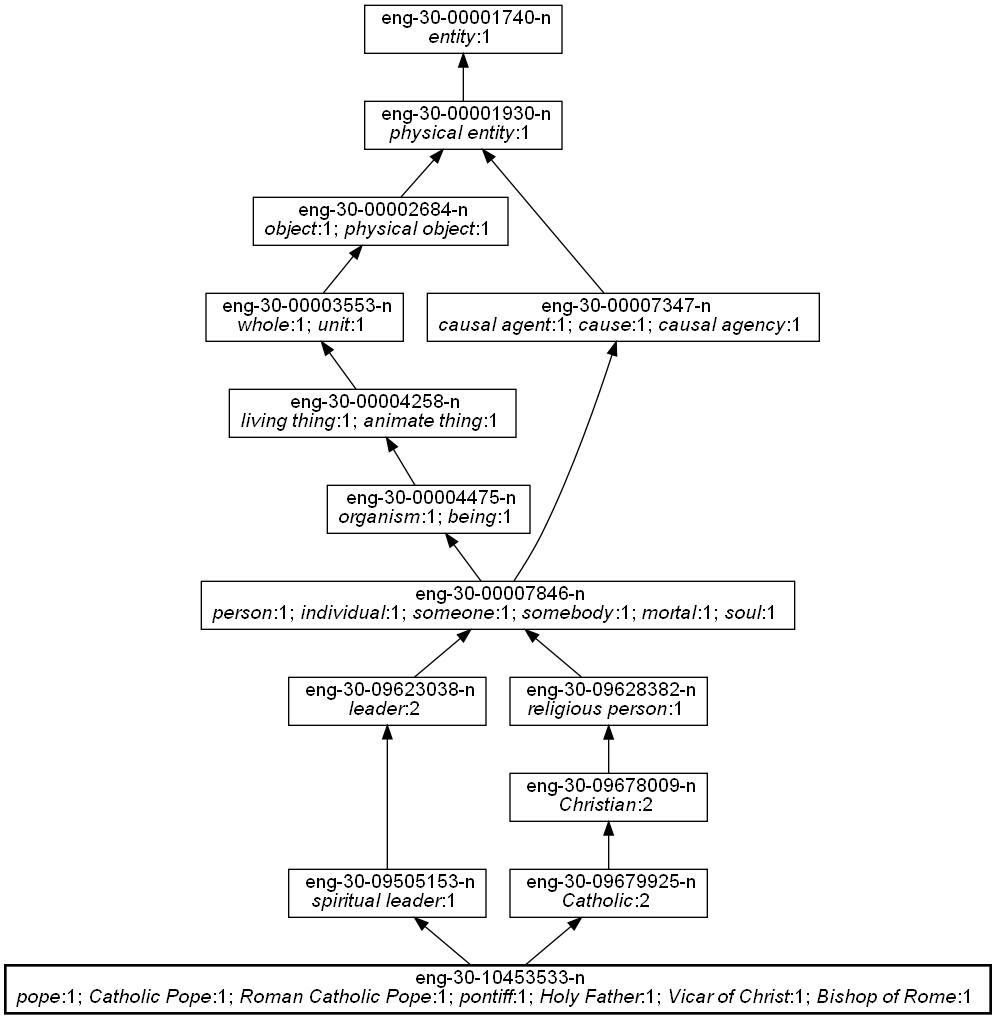 eng-30-00001740-n
entity:1
eng-30-00001930-n
physical entity:1
eng-30-00002684-n
object:1; physical object:1
eng-30-00003553-n
whole:1; unit:1
eng-30-00007347-n
causal agent:1; cause:1; causal agency:1
eng-30-00004258-n
living thing:1; animate thing:1
eng-30-00004475-n
organism:1; being:1
eng-30-00007846-n
person:1; individual:1; someone:1; somebody:1; mortal:1; soul:1
eng-30-09623038-n
leader:2
eng-30-09628382-n
religious person:1
eng-30-09678009-n
Christian:2
eng-30-09505153-n
spiritual leader:1
eng-30-09679925-n
Catholic:2
eng-30-10453533-n
pope:1; Catholic Pope:1; Roman Catholic Pope:1; pontiff:1; Holy Father:1; Vicar of Christ:1; Bishop of Rome:1